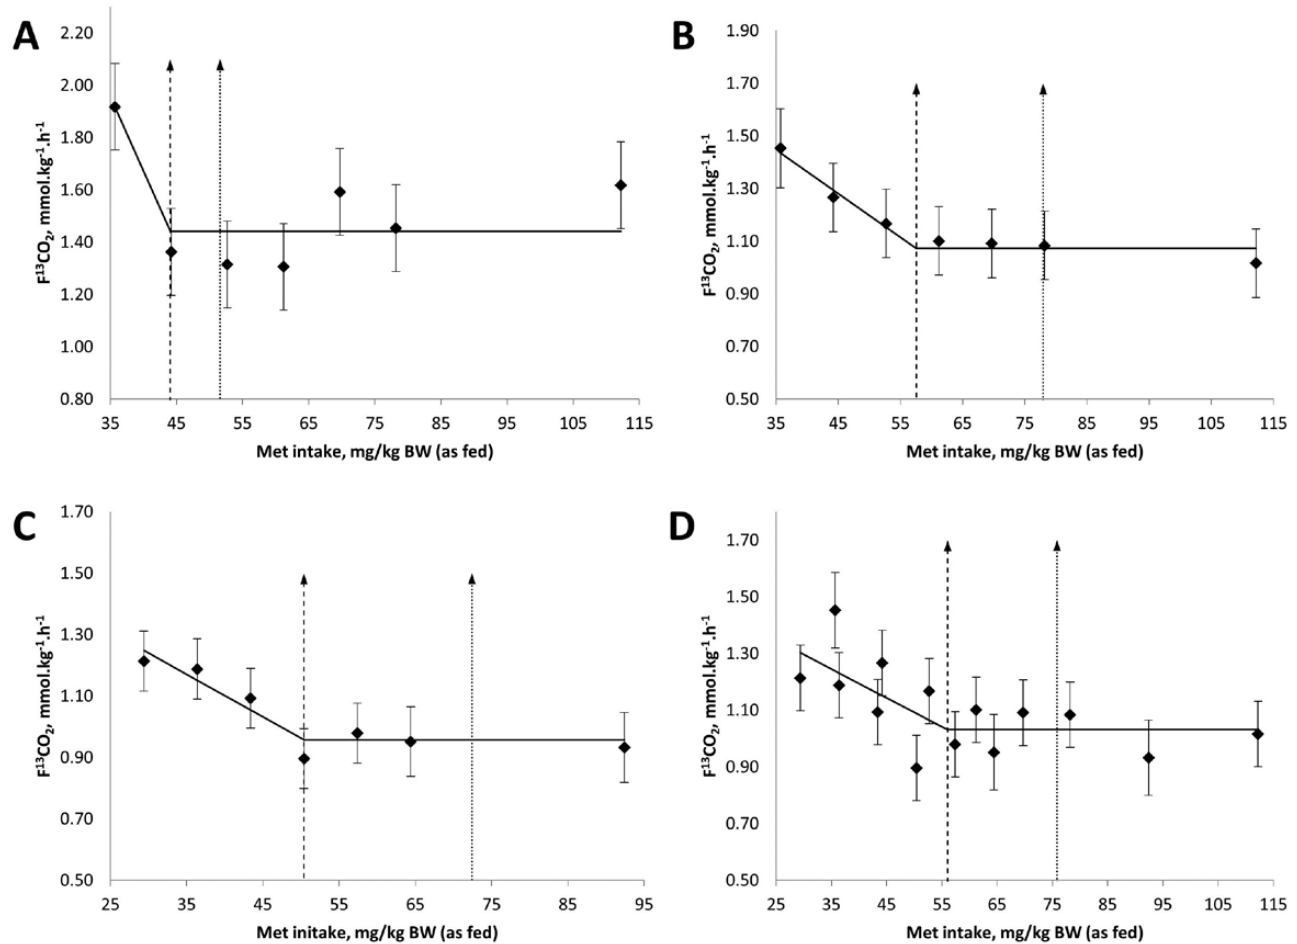 A
2.20
2.00
1.80
1.60
1.40
1.20
1.00
0.80
F¹³CO₂, mmol.kg⁻¹.h⁻¹
35 45 55 65 75 85 95 105 115
Met intake, mg/kg BW (as fed)
B
1.90
1.70
1.50
1.30
1.10
0.90
0.70
0.50
F¹³CO₂, mmol.kg⁻¹.h⁻¹
35 45 55 65 75 85 95 105 115
Met intake, mg/kg BW (as fed)
C
1.70
1.50
1.30
1.10
0.90
0.70
0.50
F¹³CO₂, mmol.kg⁻¹.h⁻¹
25 35 45 55 65 75 85 95
Met initake, mg/kg BW (as fed)
D
1.70
1.50
1.30
1.10
0.90
0.70
0.50
F¹³CO₂, mmol.kg⁻¹.h⁻¹
25 35 45 55 65 75 85 95 105 115
Met intake, mg/kg BW (as fed)